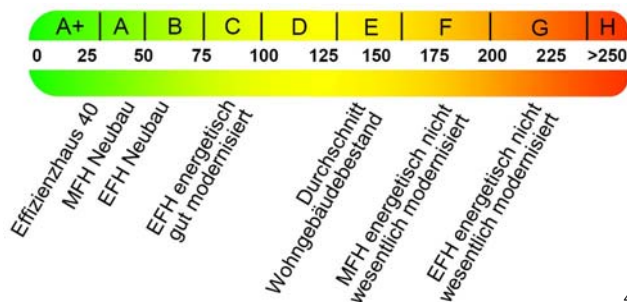 A+ A B C D E F G H
0 25 50 75 100 125 150 175 200 225 >250
Effizienzhaus 40
MFH Neubau
EFH Neubau
EFH energetisch
gut modernisiert
Durchschnitt
Wohngebäudebestand
MFH energetisch nicht
wesentlich modernisiert
EFH energetisch nicht
wesentlich modernisiert